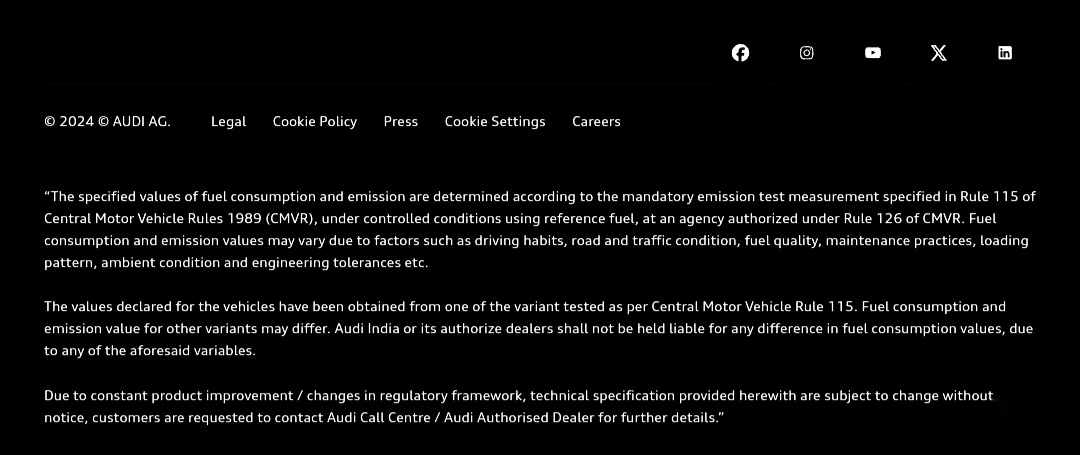 © 2024 © AUDI AG. Legal Cookie Policy Press Cookie Settings Careers
“The specified values of fuel consumption and emission are determined according to the mandatory emission test measurement specified in Rule 115 of
Central Motor Vehicle Rules 1989 (CMVR), under controlled conditions using reference fuel, at an agency authorized under Rule 126 of CMVR. Fuel
consumption and emission values may vary due to factors such as driving habits, road and traffic condition, fuel quality, maintenance practices, loading
pattern, ambient condition and engineering tolerances etc.
The values declared for the vehicles have been obtained from one of the variant tested as per Central Motor Vehicle Rule 115. Fuel consumption and
emission value for other variants may differ. Audi India or its authorize dealers shall not be held liable for any difference in fuel consumption values, due
to any of the aforesaid variables.
Due to constant product improvement / changes in regulatory framework, technical specification provided herewith are subject to change without
notice, customers are requested to contact Audi Call Centre / Audi Authorised Dealer for further details.”